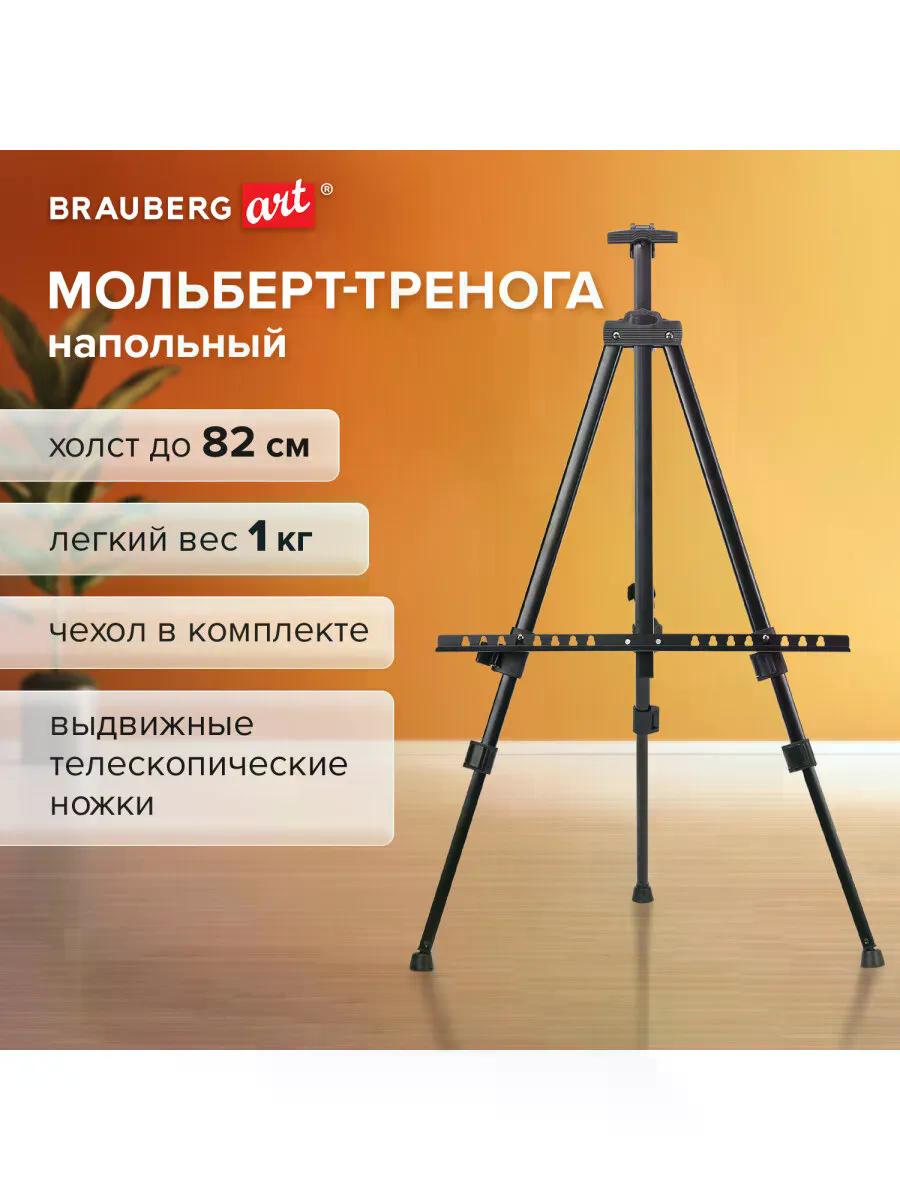 BRAUBERG art ®
МОЛЬБЕРТ-ТРЕНОГА
напольный
холст до 82 см
легкий вес 1 кг
чехол в комплекте
выдвижные
телескопические
ножки